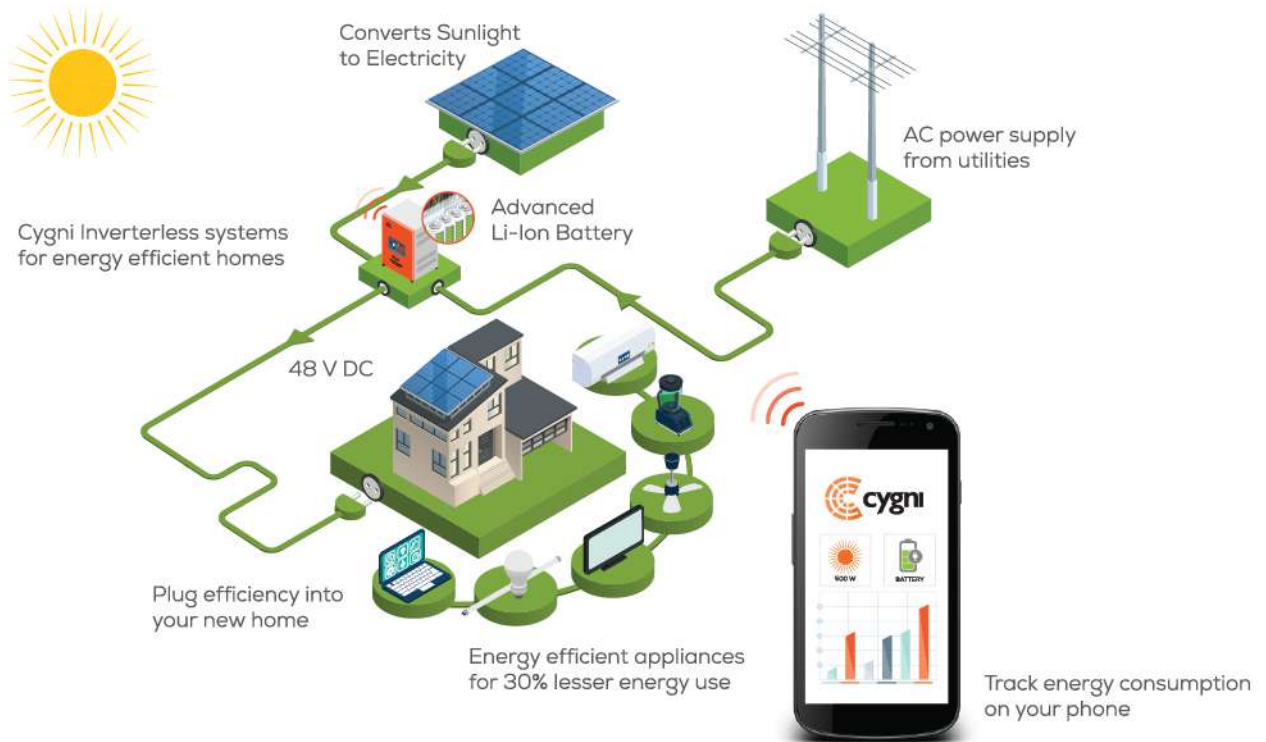 Converts Sunlight
to Electricity
AC power supply
from utilities
Cygni Inverterless systems
for energy efficient homes
Advanced
Li-Ion Battery
48 V DC
cygni
500 W
BATTERY
Plug efficiency into
your new home
Energy efficient appliances
for 30% lesser energy use
Track energy consumption
on your phone